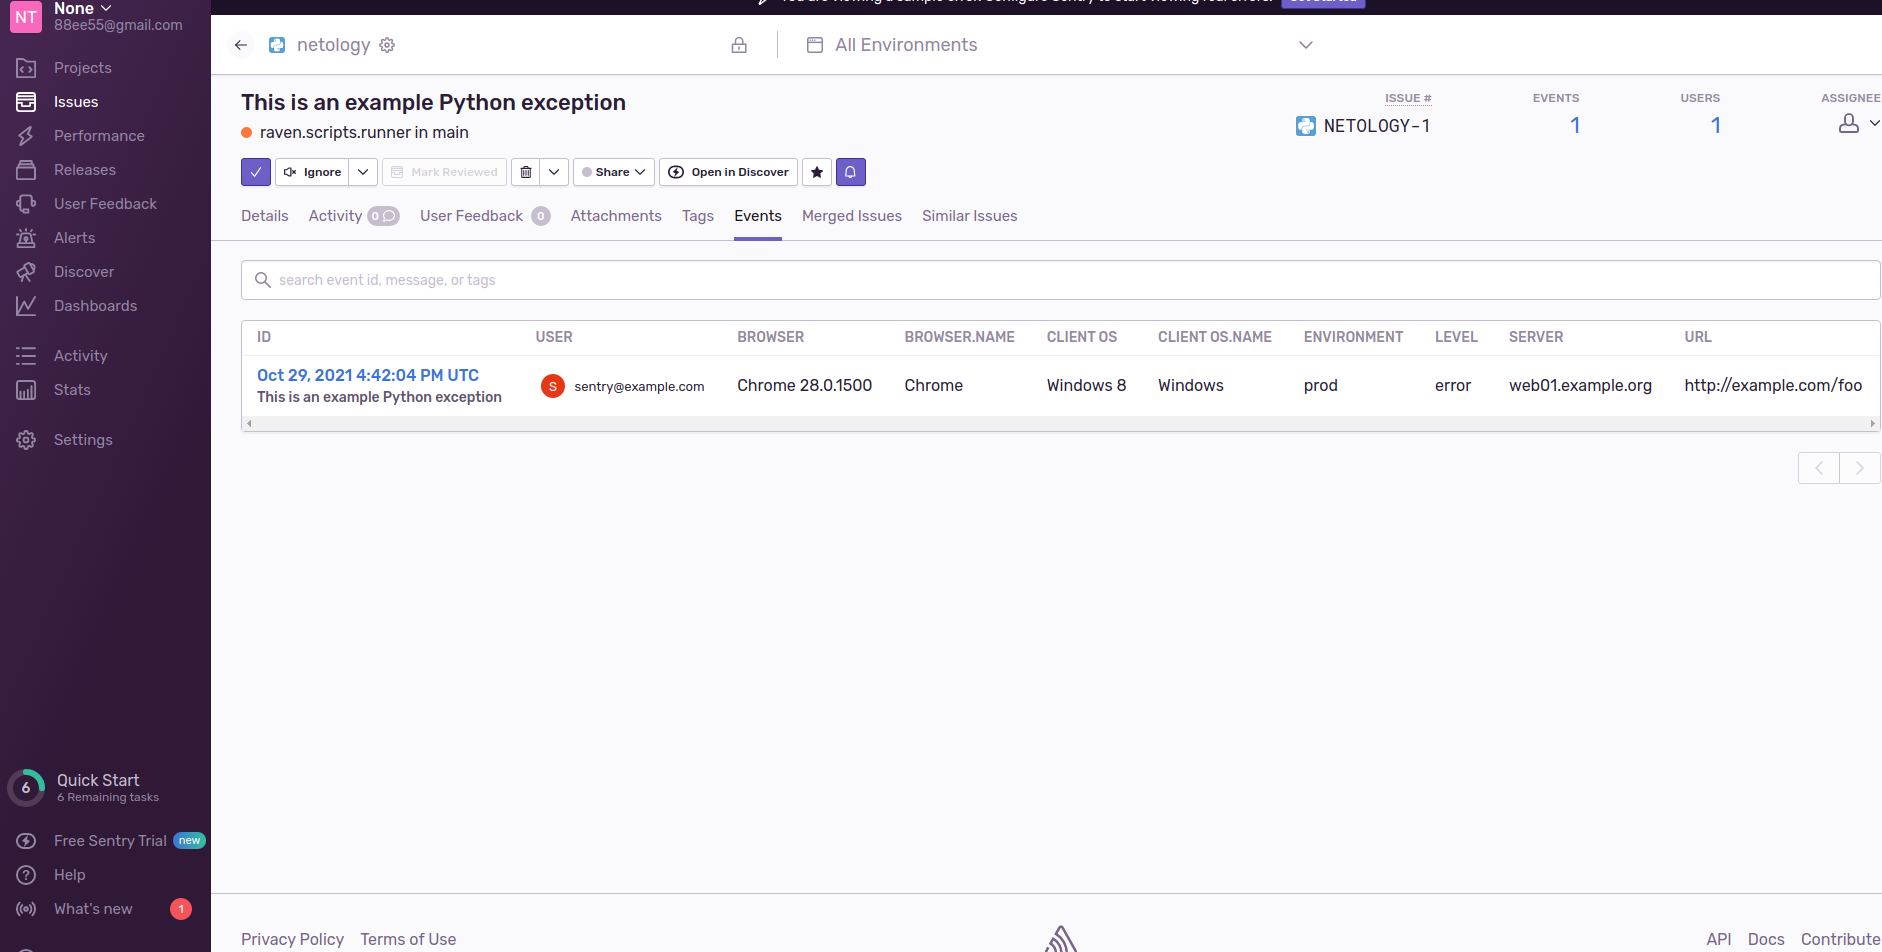 NT
None
88ee55@gmail.com
Projects
Issues
Performance
Releases
User Feedback
Alerts
Discover
Dashboards
Activity
Stats
Settings
6
Quick Start
6 Remaining tasks
Free Sentry Trial new
Help
What's new 1
netology
All Environments
This is an example Python exception
raven.scripts.runner in main
ISSUE # EVENTS USERS ASSIGNEE
NETOLOGY-1 1 1
Ignore Mark Reviewed Share Open in Discover
Details Activity 0 User Feedback 0 Attachments Tags Events Merged Issues Similar Issues
search event id, message, or tags
ID USER BROWSER BROWSER.NAME CLIENT OS CLIENT OS.NAME ENVIRONMENT LEVEL SERVER URL
Oct 29, 2021 4:42:04 PM UTC
This is an example Python exception
S sentry@example.com Chrome 28.0.1500 Chrome Windows 8 Windows prod error web01.example.org http://example.com/foo
Privacy Policy Terms of Use API Docs Contribute